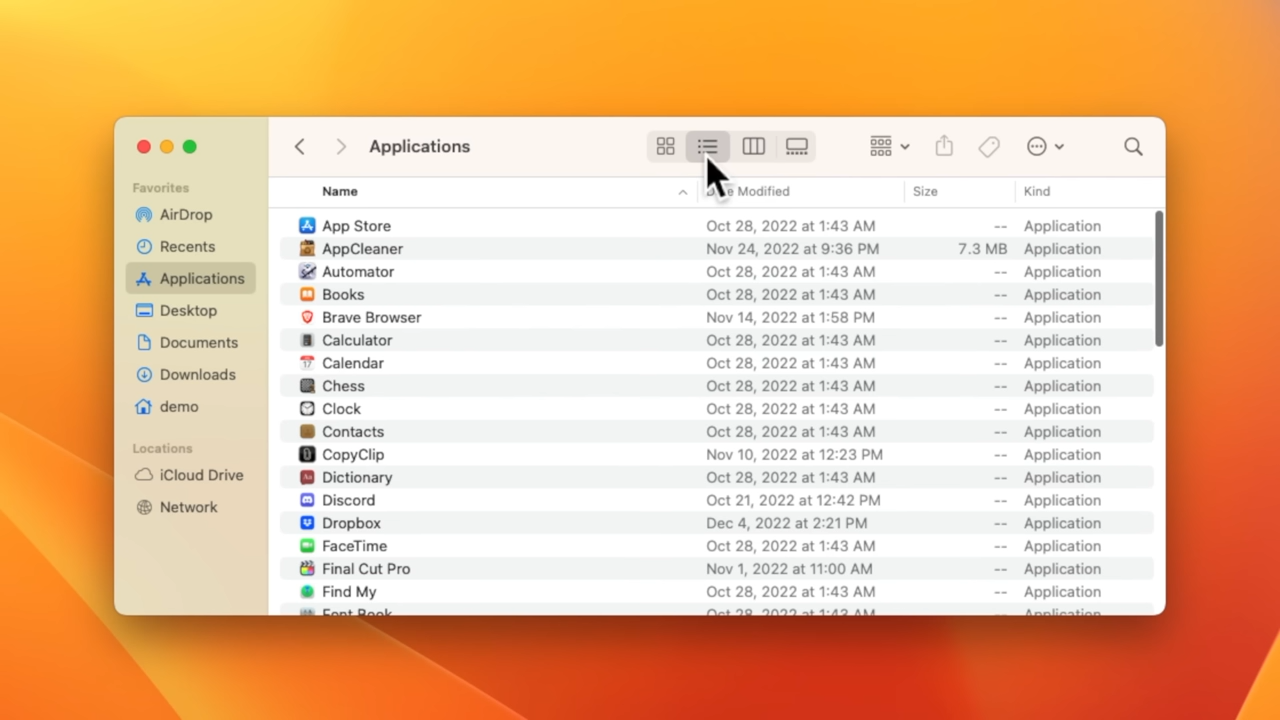 Applications
Favorites
AirDrop
Recents
Applications
Desktop
Documents
Downloads
demo
Locations
iCloud Drive
Network
Name Modified Size Kind
App Store Oct 28, 2022 at 1:43 AM -- Application
AppCleaner Nov 24, 2022 at 9:36 PM 7.3 MB Application
Automator Oct 28, 2022 at 1:43 AM -- Application
Books Oct 28, 2022 at 1:43 AM -- Application
Brave Browser Nov 14, 2022 at 1:58 PM -- Application
Calculator Oct 28, 2022 at 1:43 AM -- Application
Calendar Oct 28, 2022 at 1:43 AM -- Application
Chess Oct 28, 2022 at 1:43 AM -- Application
Clock Oct 28, 2022 at 1:43 AM -- Application
Contacts Oct 28, 2022 at 1:43 AM -- Application
CopyClip Nov 10, 2022 at 12:23 PM -- Application
Dictionary Oct 28, 2022 at 1:43 AM -- Application
Discord Oct 21, 2022 at 12:42 PM -- Application
Dropbox Dec 4, 2022 at 2:21 PM -- Application
FaceTime Oct 28, 2022 at 1:43 AM -- Application
Final Cut Pro Nov 1, 2022 at 11:00 AM -- Application
Find My Oct 28, 2022 at 1:43 AM -- Application
Font Book Oct 28, 2022 at 1:43 AM -- Application